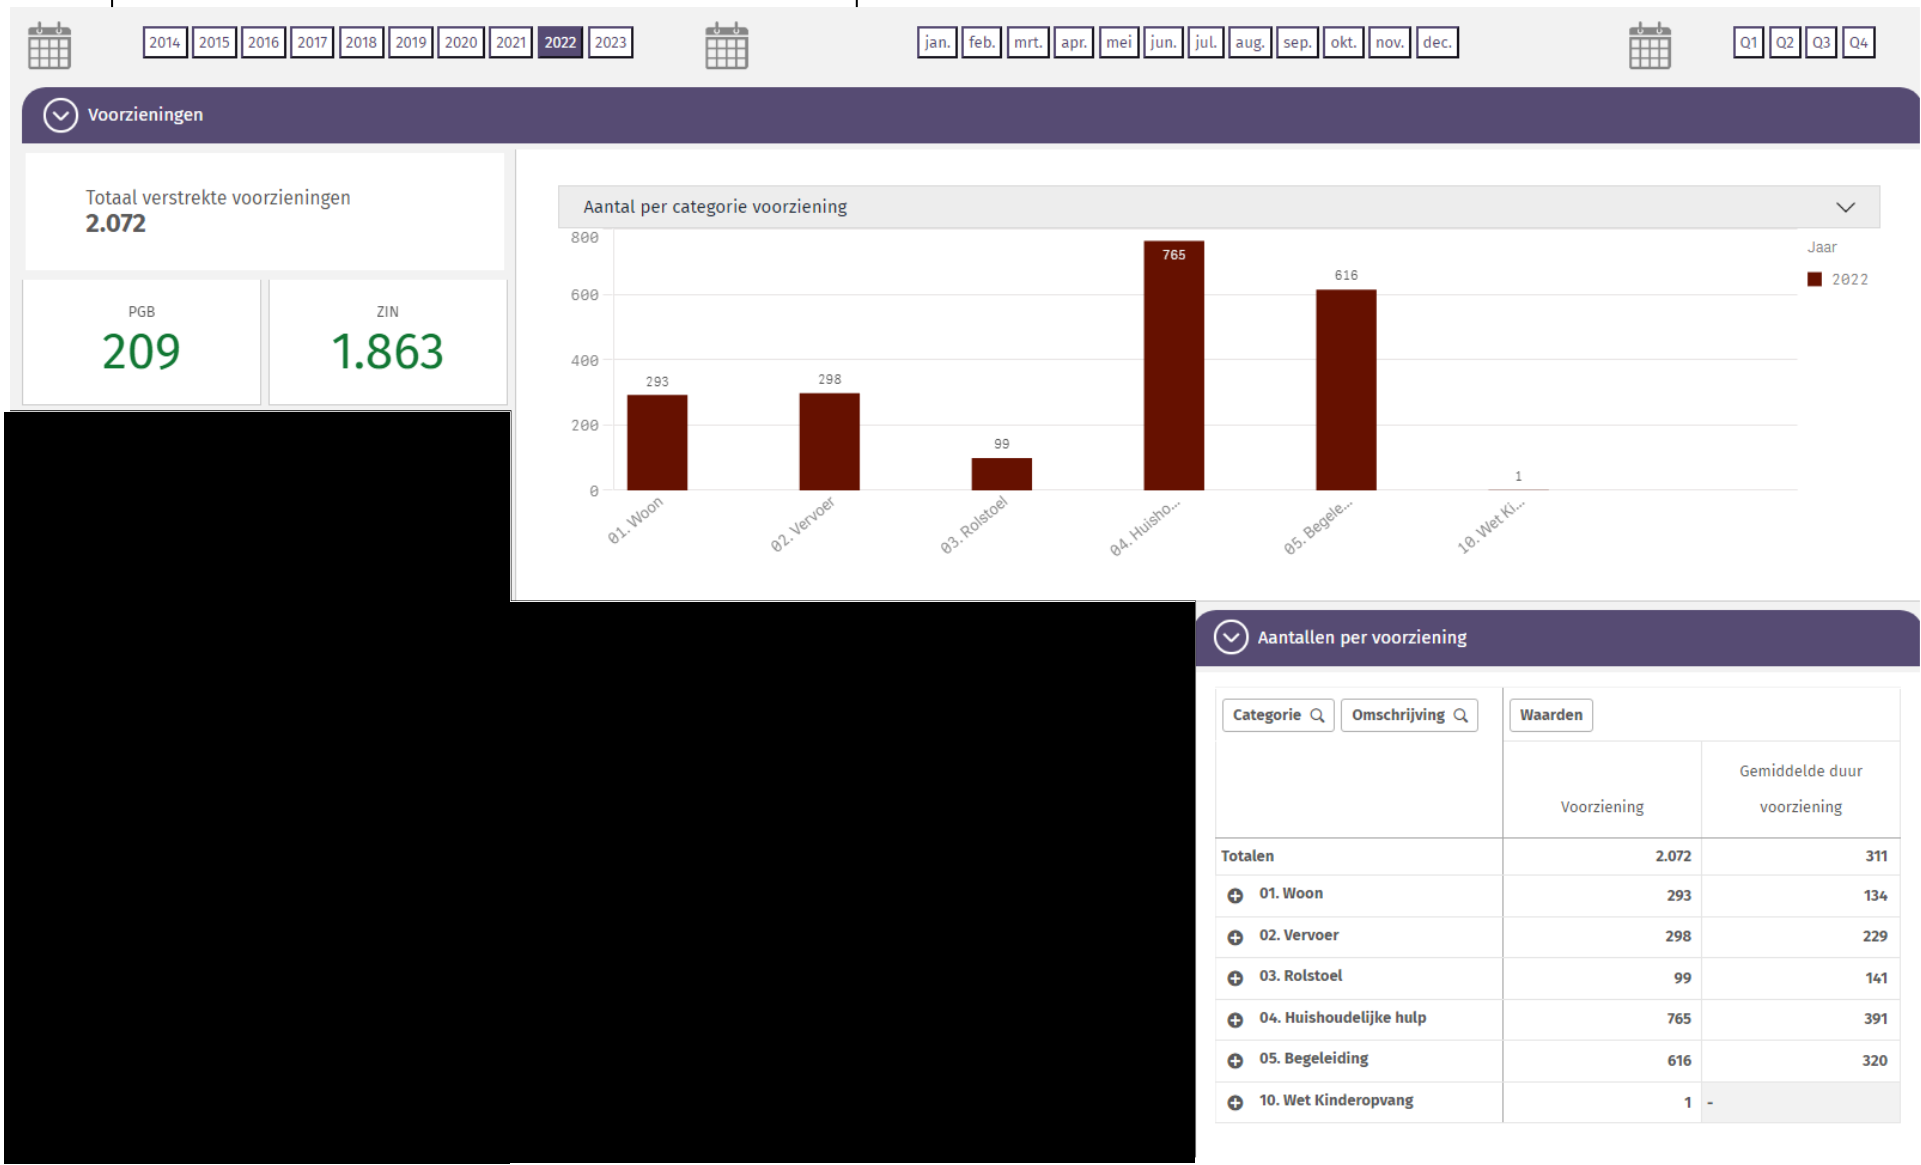 2014 2015 2016 2017 2018 2019 2020 2021 2022 2023
jan. feb. mrt. apr. mei jun. jul. aug. sep. okt. nov. dec.
Q1 Q2 Q3 Q4
Voorzieningen
Totaal verstrekte voorzieningen
2.072
PGB
209
ZIN
1.863
Aantal per categorie voorziening
800
600
400
200
0
293
298
99
765
616
1
01. Woon
02. Vervoer
03. Rolstoel
04. Huisho...
05. Begele...
10. Wet Ki...
Jaar
2022
Aantallen per voorziening
Categorie Omschrijving Waarden
Gemiddelde duur
Voorziening voorziening
Totalen 2.072 311
01. Woon 293 134
02. Vervoer 298 229
03. Rolstoel 99 141
04. Huishoudelijke hulp 765 391
05. Begeleiding 616 320
10. Wet Kinderopvang 1 -